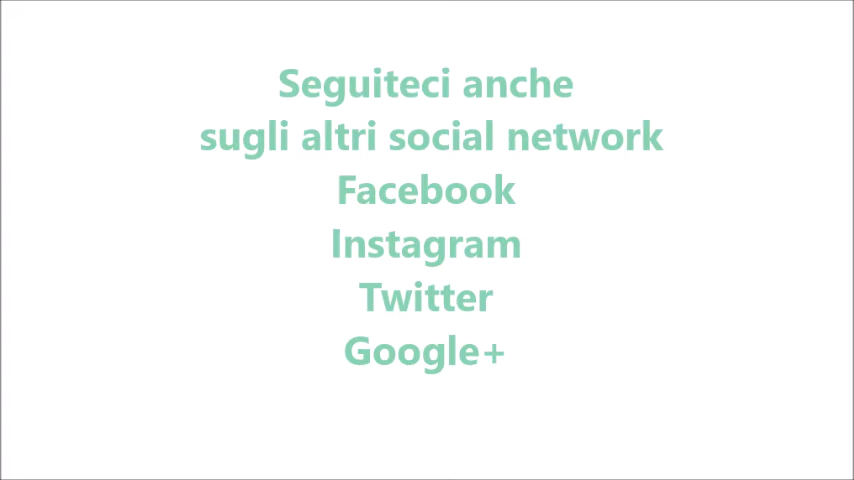 Seguiteci anche
sugli altri social network
Facebook
Instagram
Twitter
Google+